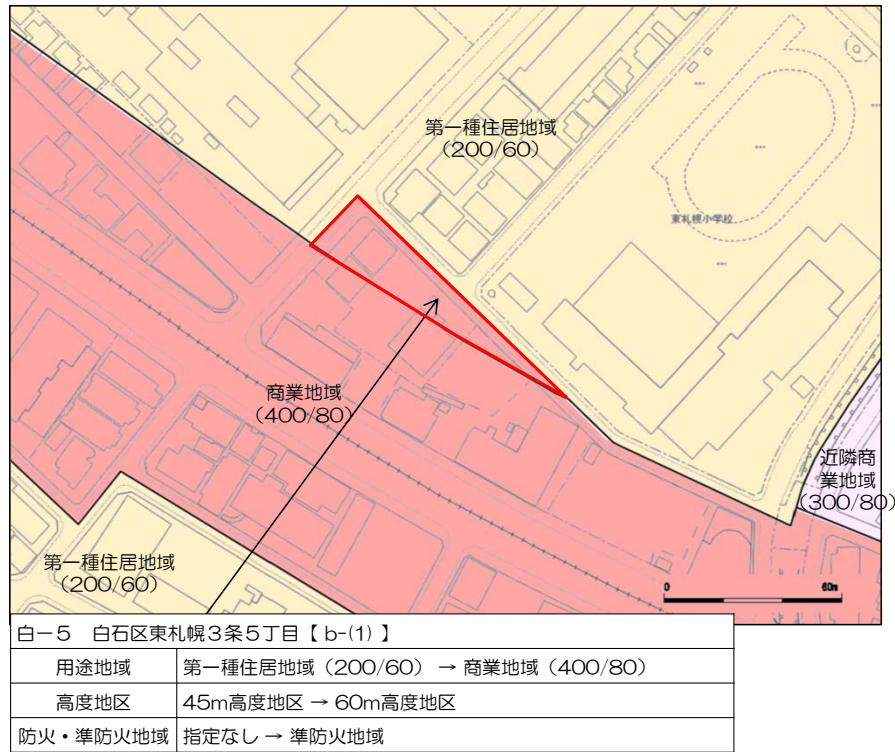 第一種住居地域
（200/60）
東札幌小学校
商業地域
（400/80）
近隣商
業地域
（300/80）
第一種住居地域
（200/60）
0 60m
白－５ 白石区東札幌３条５丁目【 b-(1) 】
用途地域 第一種住居地域（200/60） → 商業地域（400/80）
高度地区 45m高度地区 → 60m高度地区
防火・準防火地域 指定なし → 準防火地域